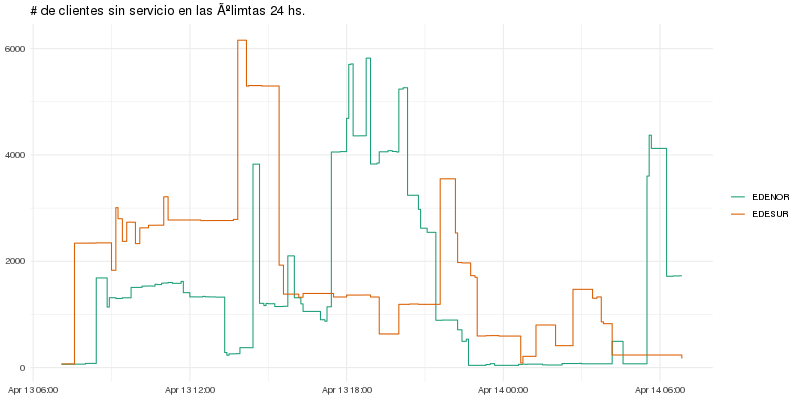 # de clientes sin servicio en las Ãºlimtas 24 hs.
6000
4000
2000
0
EDENOR
EDESUR
Apr 13 06:00
Apr 13 12:00
Apr 13 18:00
Apr 14 00:00
Apr 14 06:00